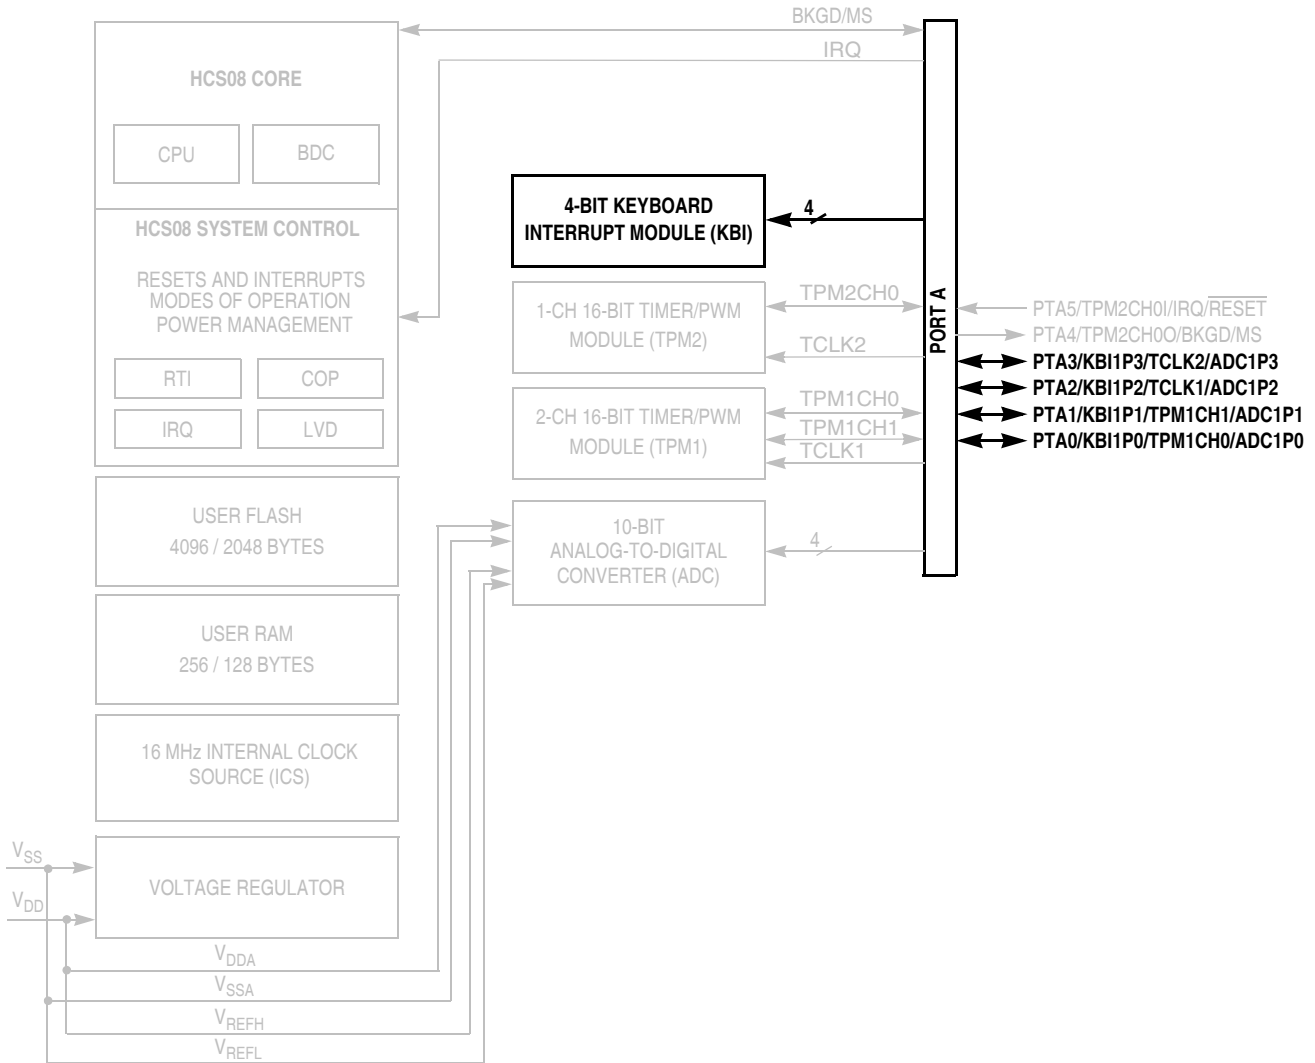 BKGD/MS
IRQ
HCS08 CORE
CPU
BDC
HCS08 SYSTEM CONTROL
RESETS AND INTERRUPTS
MODES OF OPERATION
POWER MANAGEMENT
RTI
COP
IRQ
LVD
USER FLASH
4096 / 2048 BYTES
USER RAM
256 / 128 BYTES
16 MHz INTERNAL CLOCK
SOURCE (ICS)
VOLTAGE REGULATOR
VSS
VDD
VDDA
VSSA
VREFH
VREFL
4-BIT KEYBOARD
INTERRUPT MODULE (KBI)
4
1-CH 16-BIT TIMER/PWM
MODULE (TPM2)
TPM2CH0
TCLK2
2-CH 16-BIT TIMER/PWM
MODULE (TPM1)
TPM1CH0
TPM1CH1
TCLK1
10-BIT
ANALOG-TO-DIGITAL
CONVERTER (ADC)
4
PORT A
PTA5/TPM2CH0I/IRQ/RESET
PTA4/TPM2CH0O/BKGD/MS
PTA3/KBI1P3/TCLK2/ADC1P3
PTA2/KBI1P2/TCLK1/ADC1P2
PTA1/KBI1P1/TPM1CH1/ADC1P1
PTA0/KBI1P0/TPM1CH0/ADC1P0